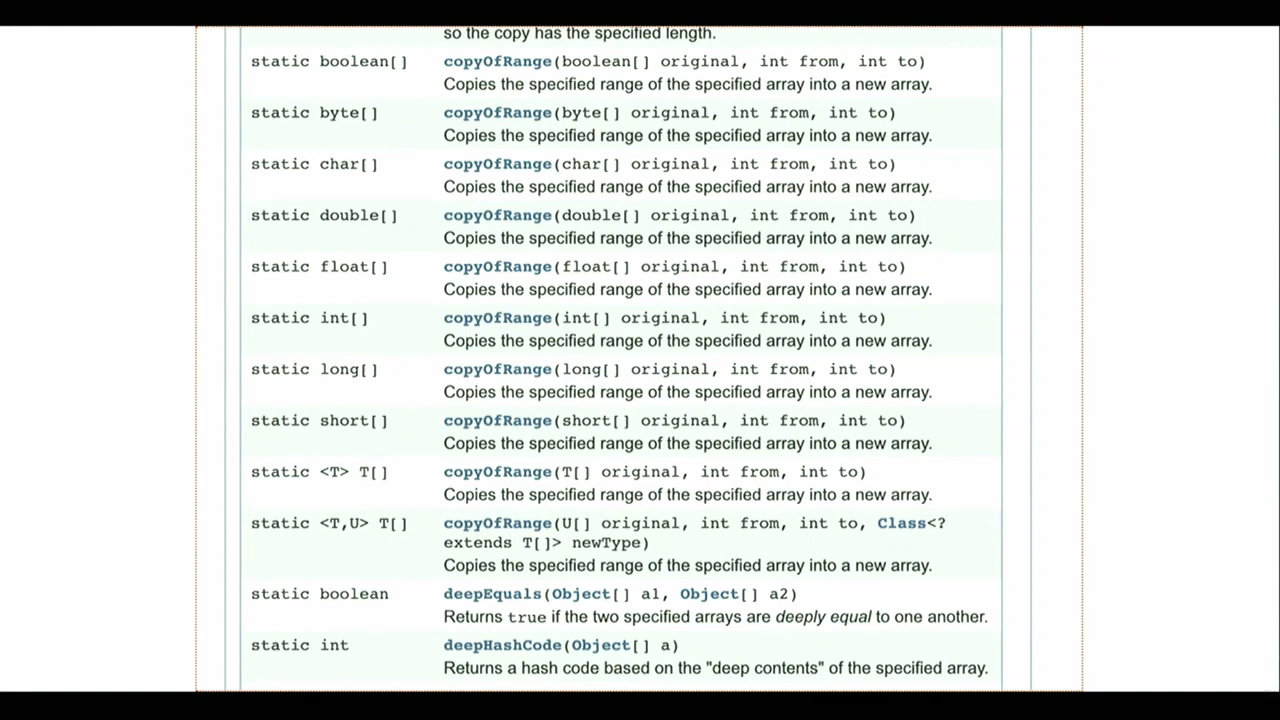 so the copy has the specified length.
static boolean[] copyOfRange(boolean[] original, int from, int to)
Copies the specified range of the specified array into a new array.
static byte[] copyOfRange(byte[] original, int from, int to)
Copies the specified range of the specified array into a new array.
static char[] copyOfRange(char[] original, int from, int to)
Copies the specified range of the specified array into a new array.
static double[] copyOfRange(double[] original, int from, int to)
Copies the specified range of the specified array into a new array.
static float[] copyOfRange(float[] original, int from, int to)
Copies the specified range of the specified array into a new array.
static int[] copyOfRange(int[] original, int from, int to)
Copies the specified range of the specified array into a new array.
static long[] copyOfRange(long[] original, int from, int to)
Copies the specified range of the specified array into a new array.
static short[] copyOfRange(short[] original, int from, int to)
Copies the specified range of the specified array into a new array.
static <T> T[] copyOfRange(T[] original, int from, int to)
Copies the specified range of the specified array into a new array.
static <T,U> T[] copyOfRange(U[] original, int from, int to, Class<?
extends T[]> newType)
Copies the specified range of the specified array into a new array.
static boolean deepEquals(Object[] a1, Object[] a2)
Returns true if the two specified arrays are deeply equal to one another.
static int deepHashCode(Object[] a)
Returns a hash code based on the "deep contents" of the specified array.